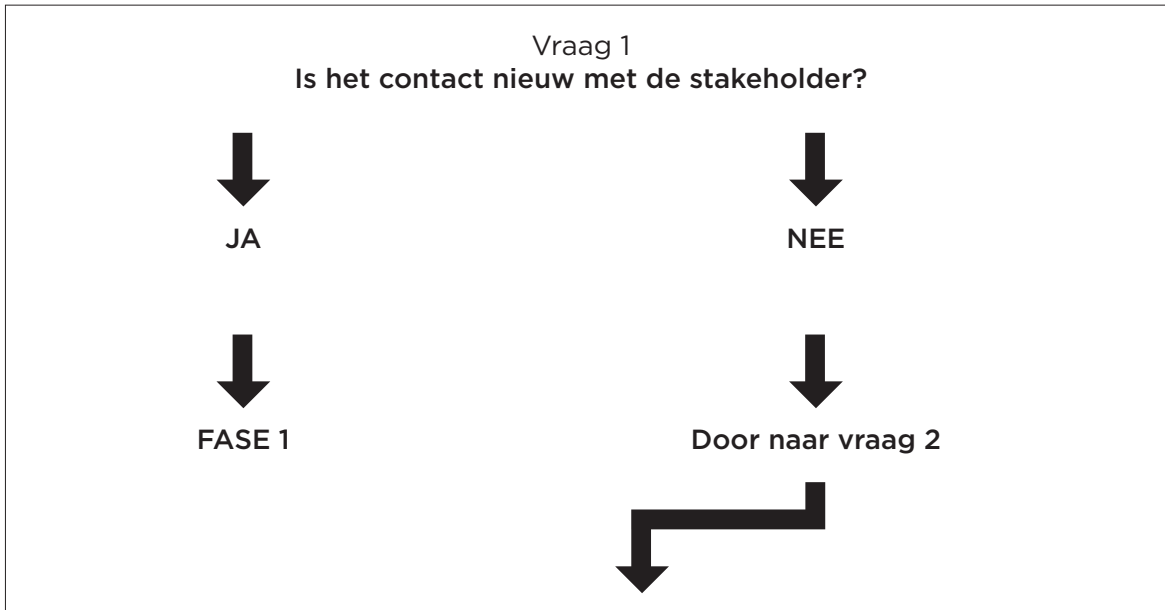 Vraag 1
Is het contact nieuw met de stakeholder?
JA
NEE
FASE 1
Door naar vraag 2